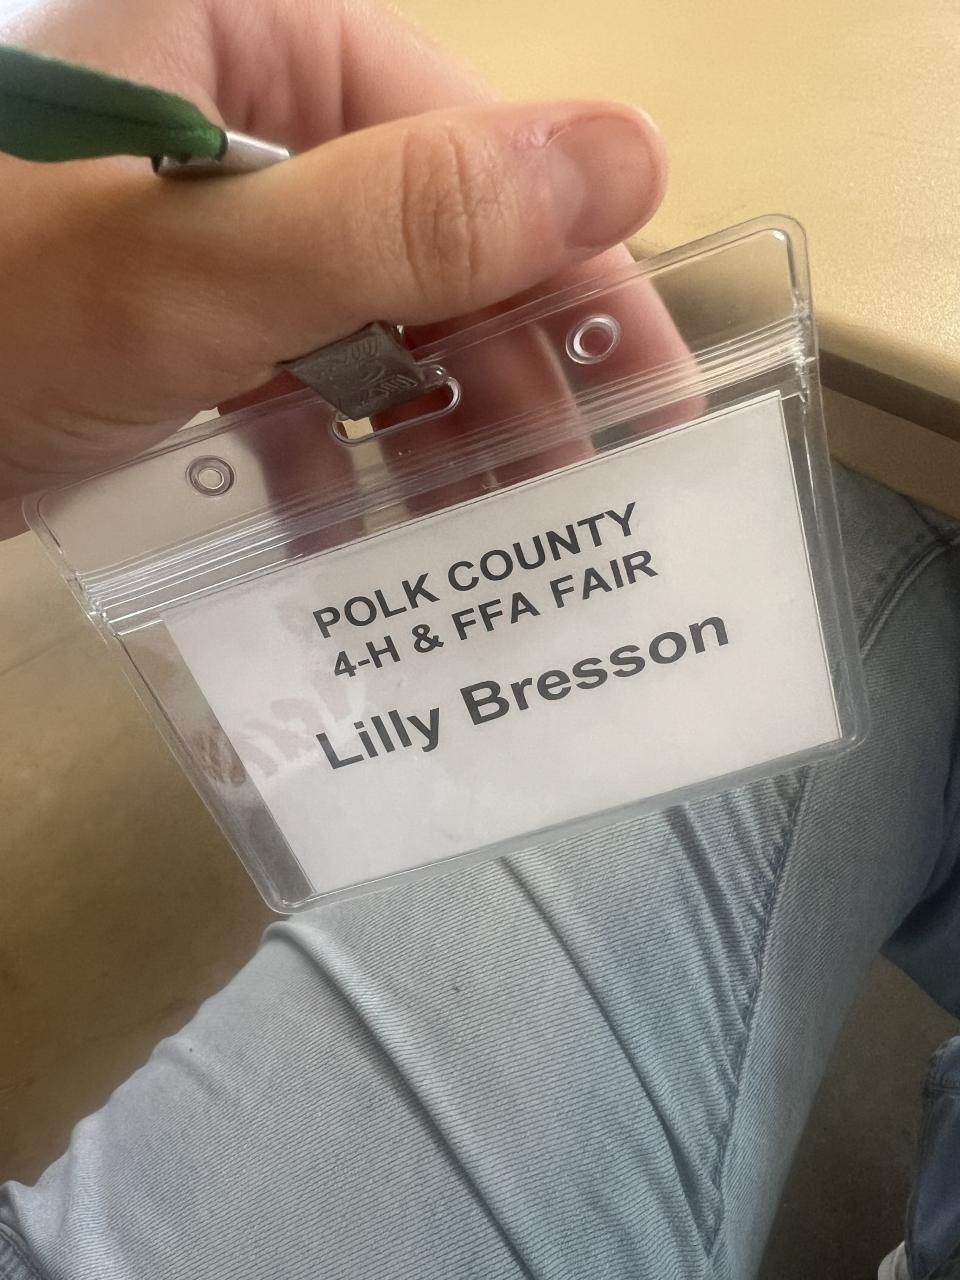 POLK COUNTY
4-H & FFA FAIR
Lilly Bresson